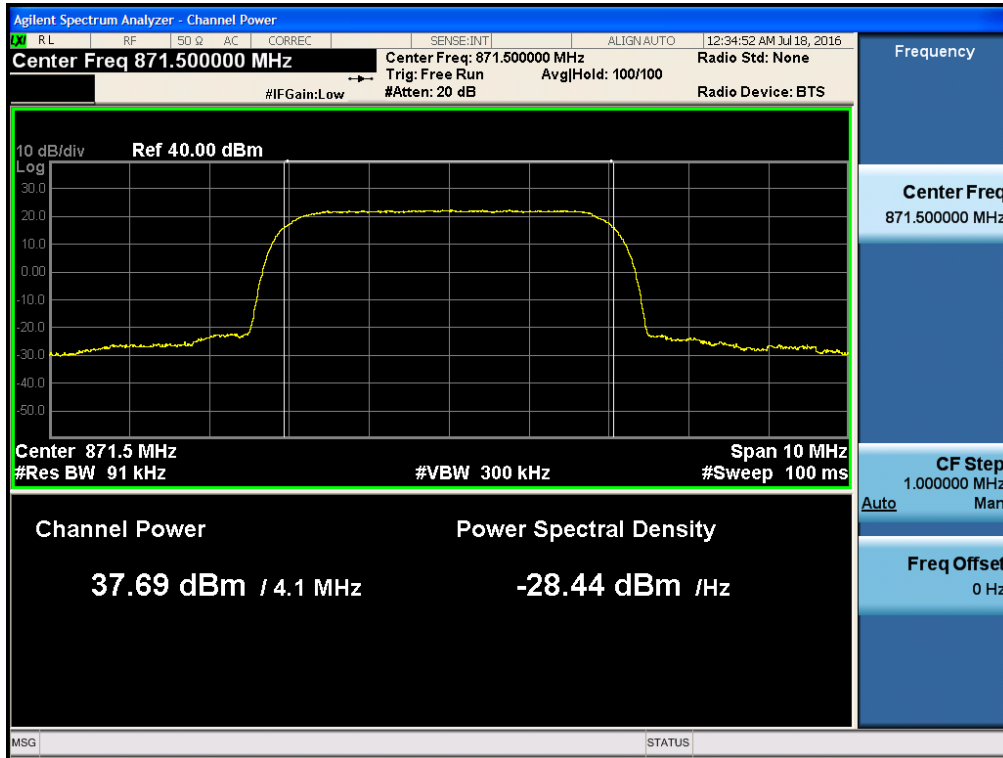 Agilent Spectrum Analyzer - Channel Power
LXI RL RF 50 Ω AC CORREC SENSE:INT ALIGN AUTO 12:34:52 AM Jul 18, 2016
Center Freq 871.500000 MHz
Center Freq: 871.500000 MHz
Radio Std: None
Trig: Free Run Avg|Hold: 100/100
#IFGain:Low
#Atten: 20 dB
Radio Device: BTS
10 dB/div Ref 40.00 dBm
Log
30.0
20.0
10.0
0.00
-10.0
-20.0
-30.0
-40.0
-50.0
Center 871.5 MHz Span 10 MHz
#Res BW 91 kHz #VBW 300 kHz #Sweep 100 ms
Channel Power Power Spectral Density
37.69 dBm / 4.1 MHz -28.44 dBm /Hz
MSG STATUS
Frequency
Center Freq
871.500000 MHz
CF Step
1.000000 MHz
Auto Man
Freq Offset
0 Hz